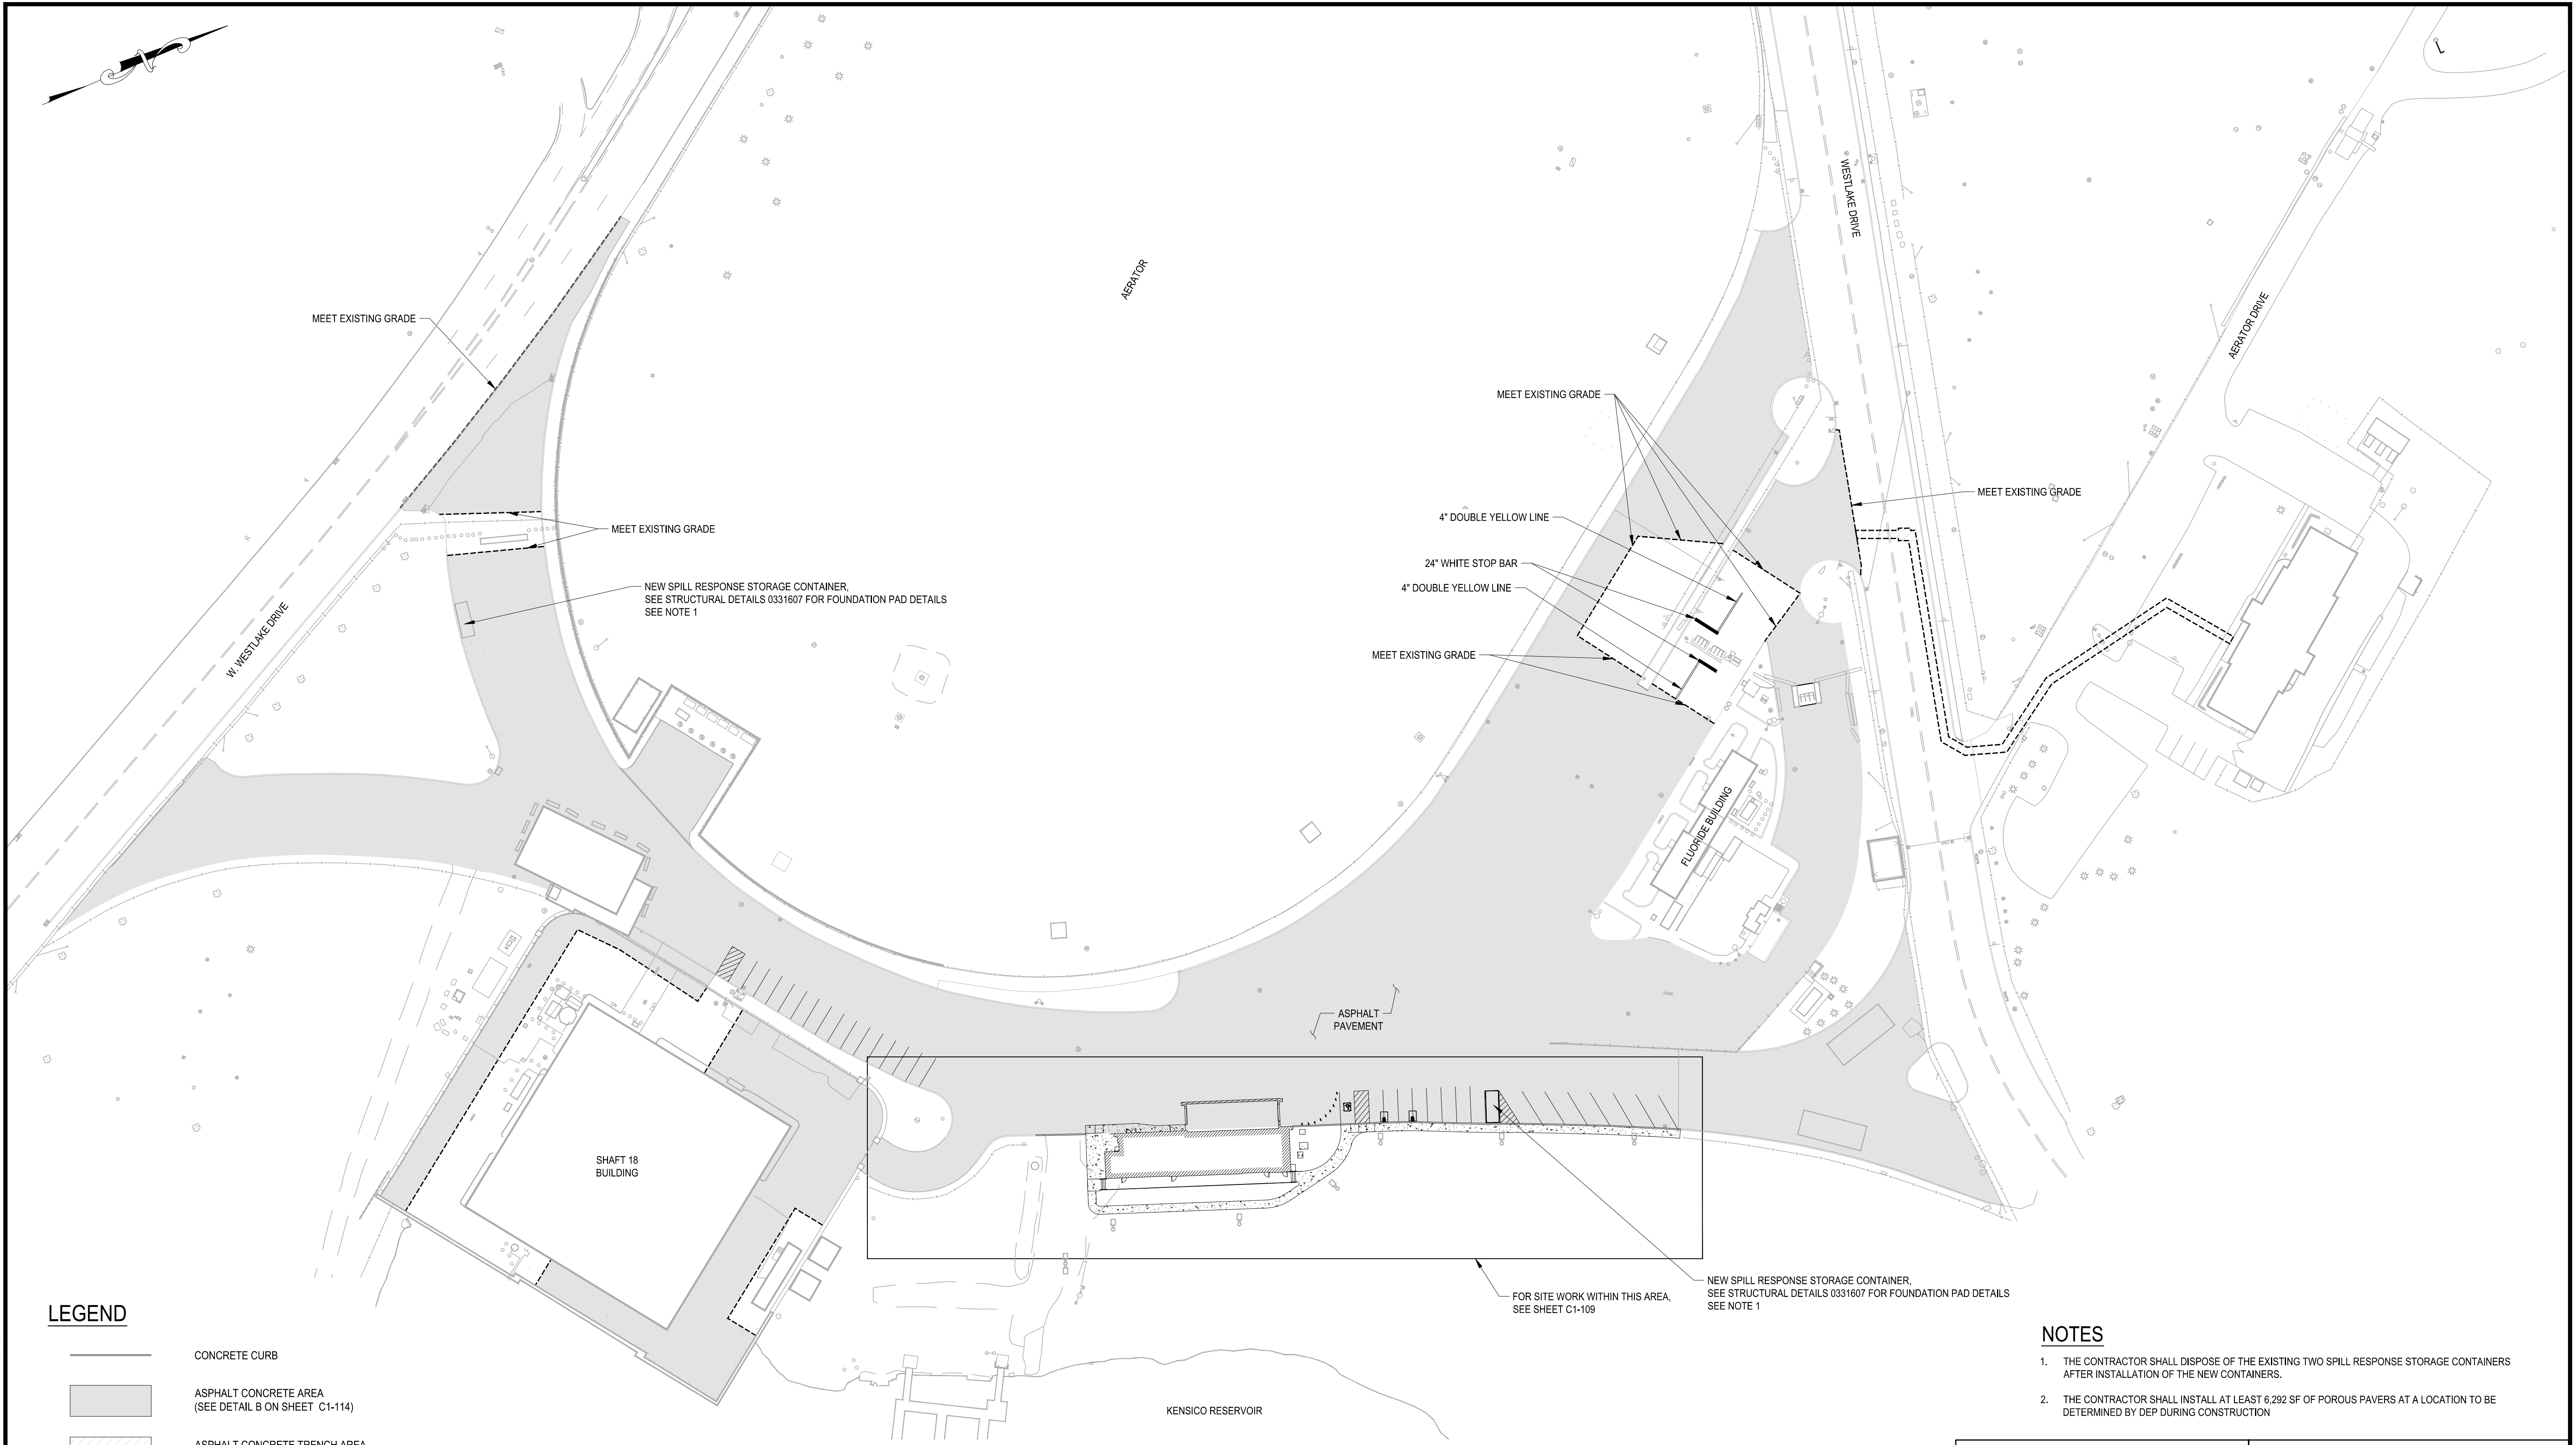 N
WESTLAKE DRIVE
AERATOR
AERATOR DRIVE
MEET EXISTING GRADE
MEET EXISTING GRADE
MEET EXISTING GRADE
MEET EXISTING GRADE
4" DOUBLE YELLOW LINE
24" WHITE STOP BAR
4" DOUBLE YELLOW LINE
MEET EXISTING GRADE
NEW SPILL RESPONSE STORAGE CONTAINER,
SEE STRUCTURAL DETAILS 0331607 FOR FOUNDATION PAD DETAILS
SEE NOTE 1
W. WESTLAKE DRIVE
FLUORIDE BUILDING
ASPHALT
PAVEMENT
SHAFT 18
BUILDING
NEW SPILL RESPONSE STORAGE CONTAINER,
SEE STRUCTURAL DETAILS 0331607 FOR FOUNDATION PAD DETAILS
SEE NOTE 1
FOR SITE WORK WITHIN THIS AREA,
SEE SHEET C1-109
KENSICO RESERVOIR
LEGEND
CONCRETE CURB
ASPHALT CONCRETE AREA
(SEE DETAIL B ON SHEET C1-114)
ASPHALT CONCRETE TRENCH AREA
NOTES
1. THE CONTRACTOR SHALL DISPOSE OF THE EXISTING TWO SPILL RESPONSE STORAGE CONTAINERS
AFTER INSTALLATION OF THE NEW CONTAINERS.
2. THE CONTRACTOR SHALL INSTALL AT LEAST 6,292 SF OF POROUS PAVERS AT A LOCATION TO BE
DETERMINED BY DEP DURING CONSTRUCTION